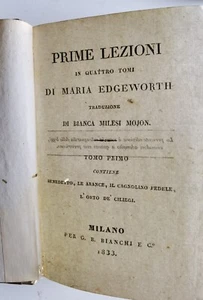 PRIME LEZIONI
IN QUATTRO TOMI
DI MARIA EDGEWORTH
TRADUZIONE
DI BIANCA MILESI MOJON.
TOMO PRIMO
CONTIENE
BENEDETTO, LE ARANCE, IL CAGNOLINO FEDELE,
L'ORTO DE' CILIEGI.
MILANO
PER G. B. BIANCHI E C.°
1833.